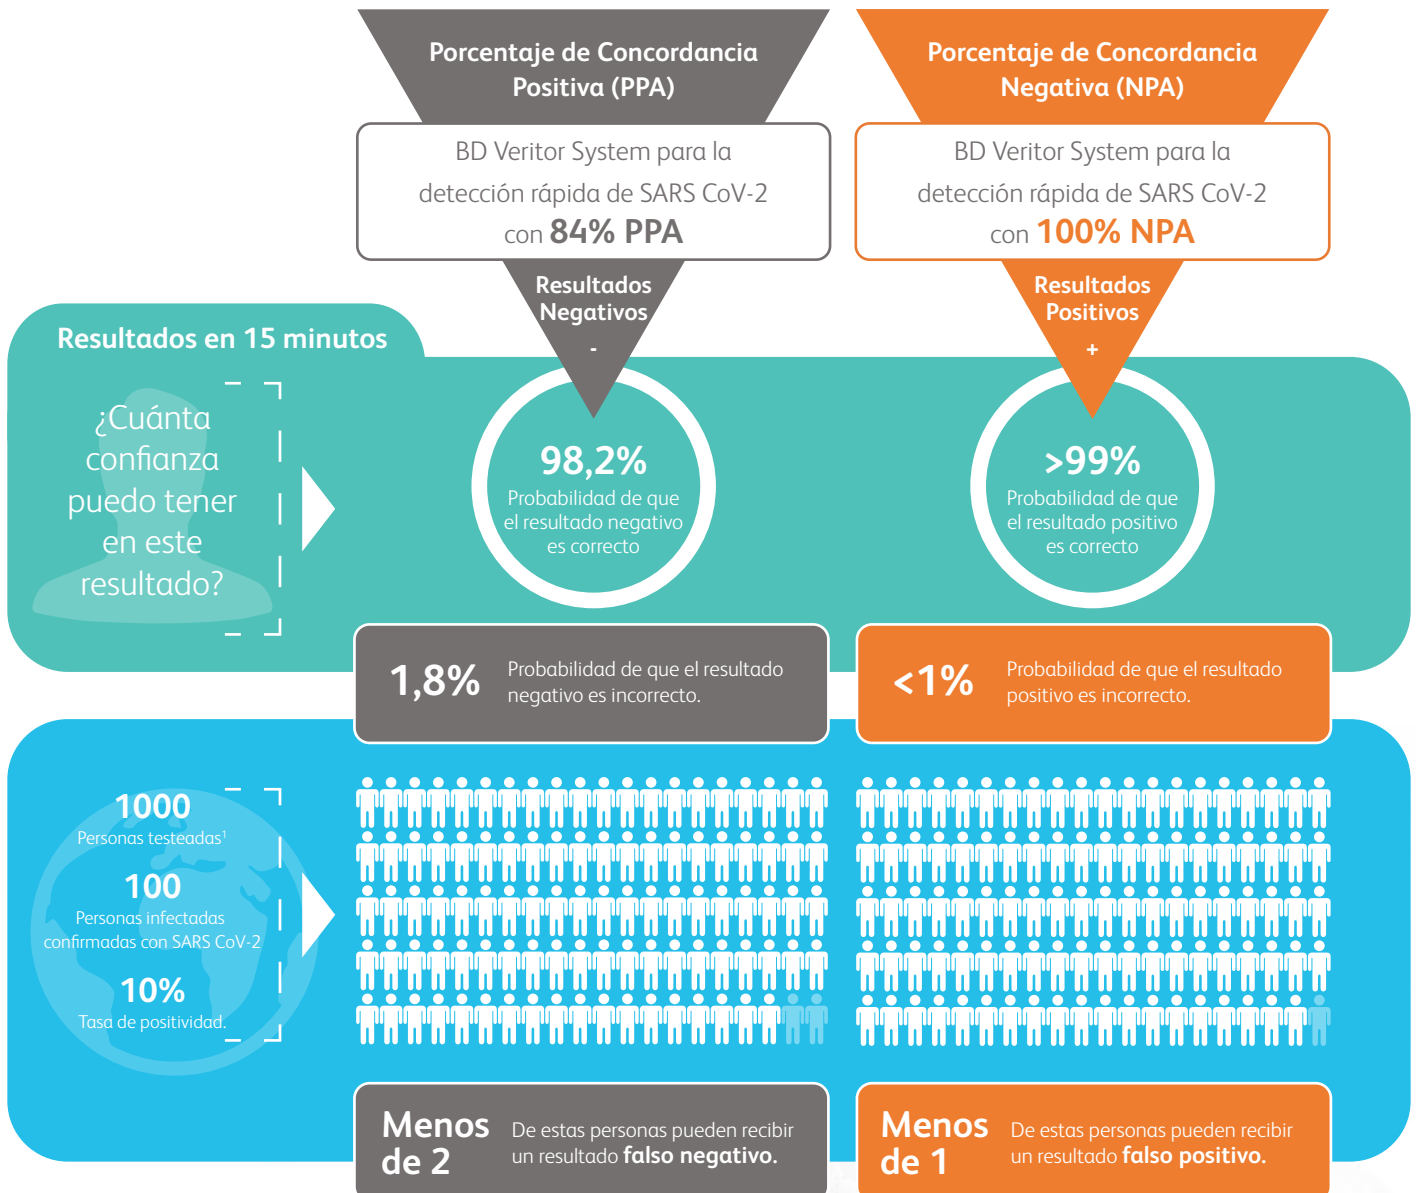 Porcentaje de Concordancia
Positiva (PPA)
BD Veritor System para la
detección rápida de SARS CoV-2
con 84% PPA
Resultados
Negativos
-
Porcentaje de Concordancia
Negativa (NPA)
BD Veritor System para la
detección rápida de SARS CoV-2
con 100% NPA
Resultados
Positivos
+
Resultados en 15 minutos
¿Cuánta
confianza
puedo tener
en este
resultado?
98,2%
Probabilidad de que
el resultado negativo
es correcto
>99%
Probabilidad de que
el resultado positivo
es correcto
1,8%
Probabilidad de que el resultado
negativo es incorrecto.
<1%
Probabilidad de que el resultado
positivo es incorrecto.
1000
Personas testeadas¹
100
Personas infectadas
confirmadas con SARS CoV-2
10%
Tasa de positividad.
Menos
de 2
De estas personas pueden recibir
un resultado falso negativo.
Menos
de 1
De estas personas pueden recibir
un resultado falso positivo.